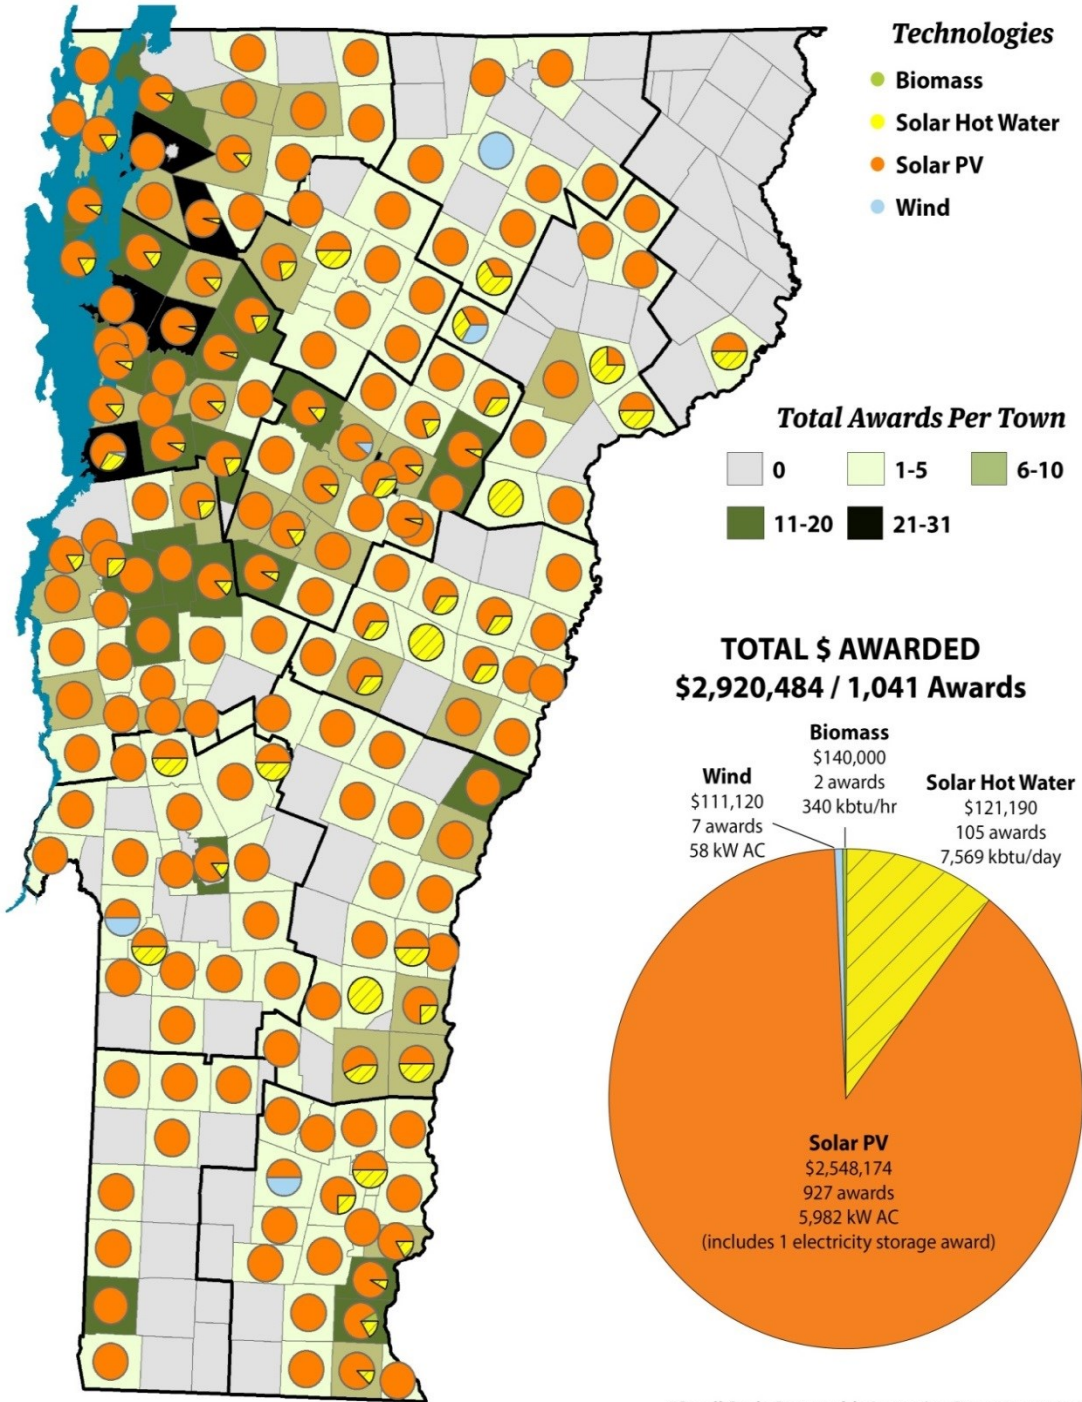 Technologies
Biomass
Solar Hot Water
Solar PV
Wind
Total Awards Per Town
0
1-5
6-10
11-20
21-31
TOTAL $ AWARDED
$2,920,484 / 1,041 Awards
Biomass
$140,000
2 awards
340 kbtu/hr
Wind
$111,120
7 awards
58 kW AC
Solar Hot Water
$121,190
105 awards
7,569 kbtu/day
Solar PV
$2,548,174
927 awards
5,982 kW AC
(includes 1 electricity storage award)